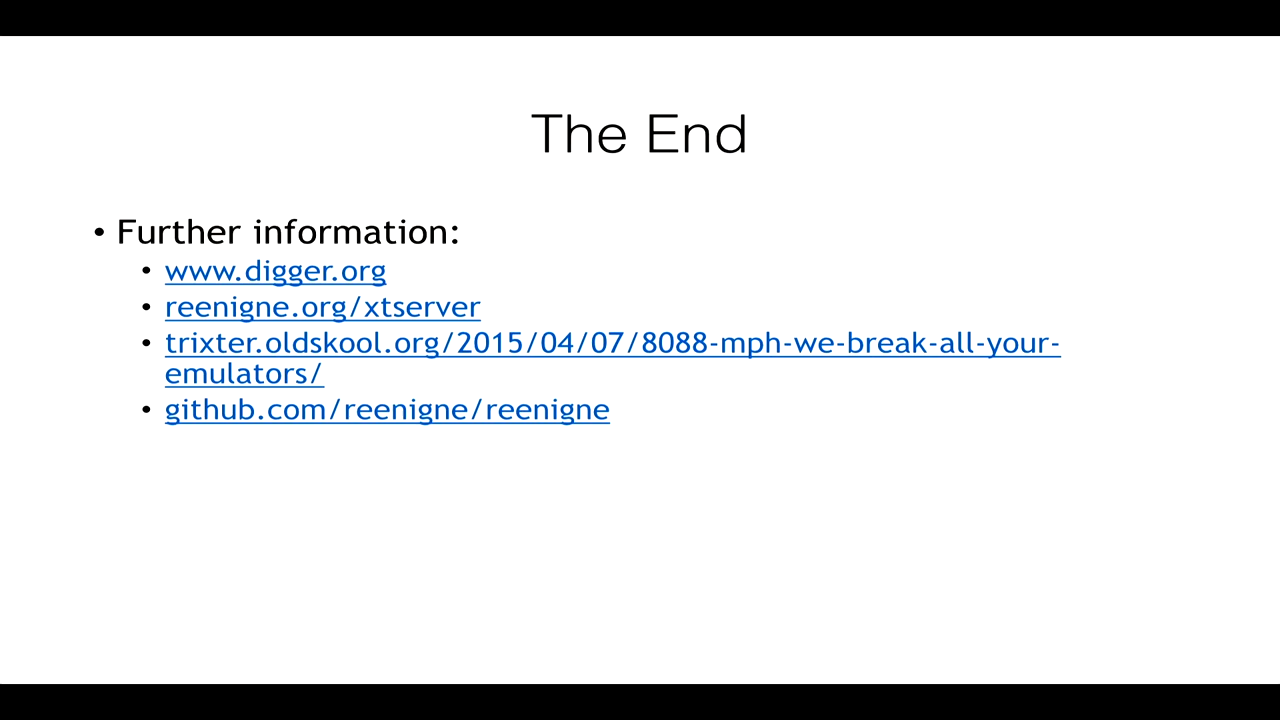 The End
• Further information:
• www.digger.org
• reenigne.org/xtserver
• trixter.oldskool.org/2015/04/07/8088-mph-we-break-all-your-
emulators/
• github.com/reenigne/reenigne